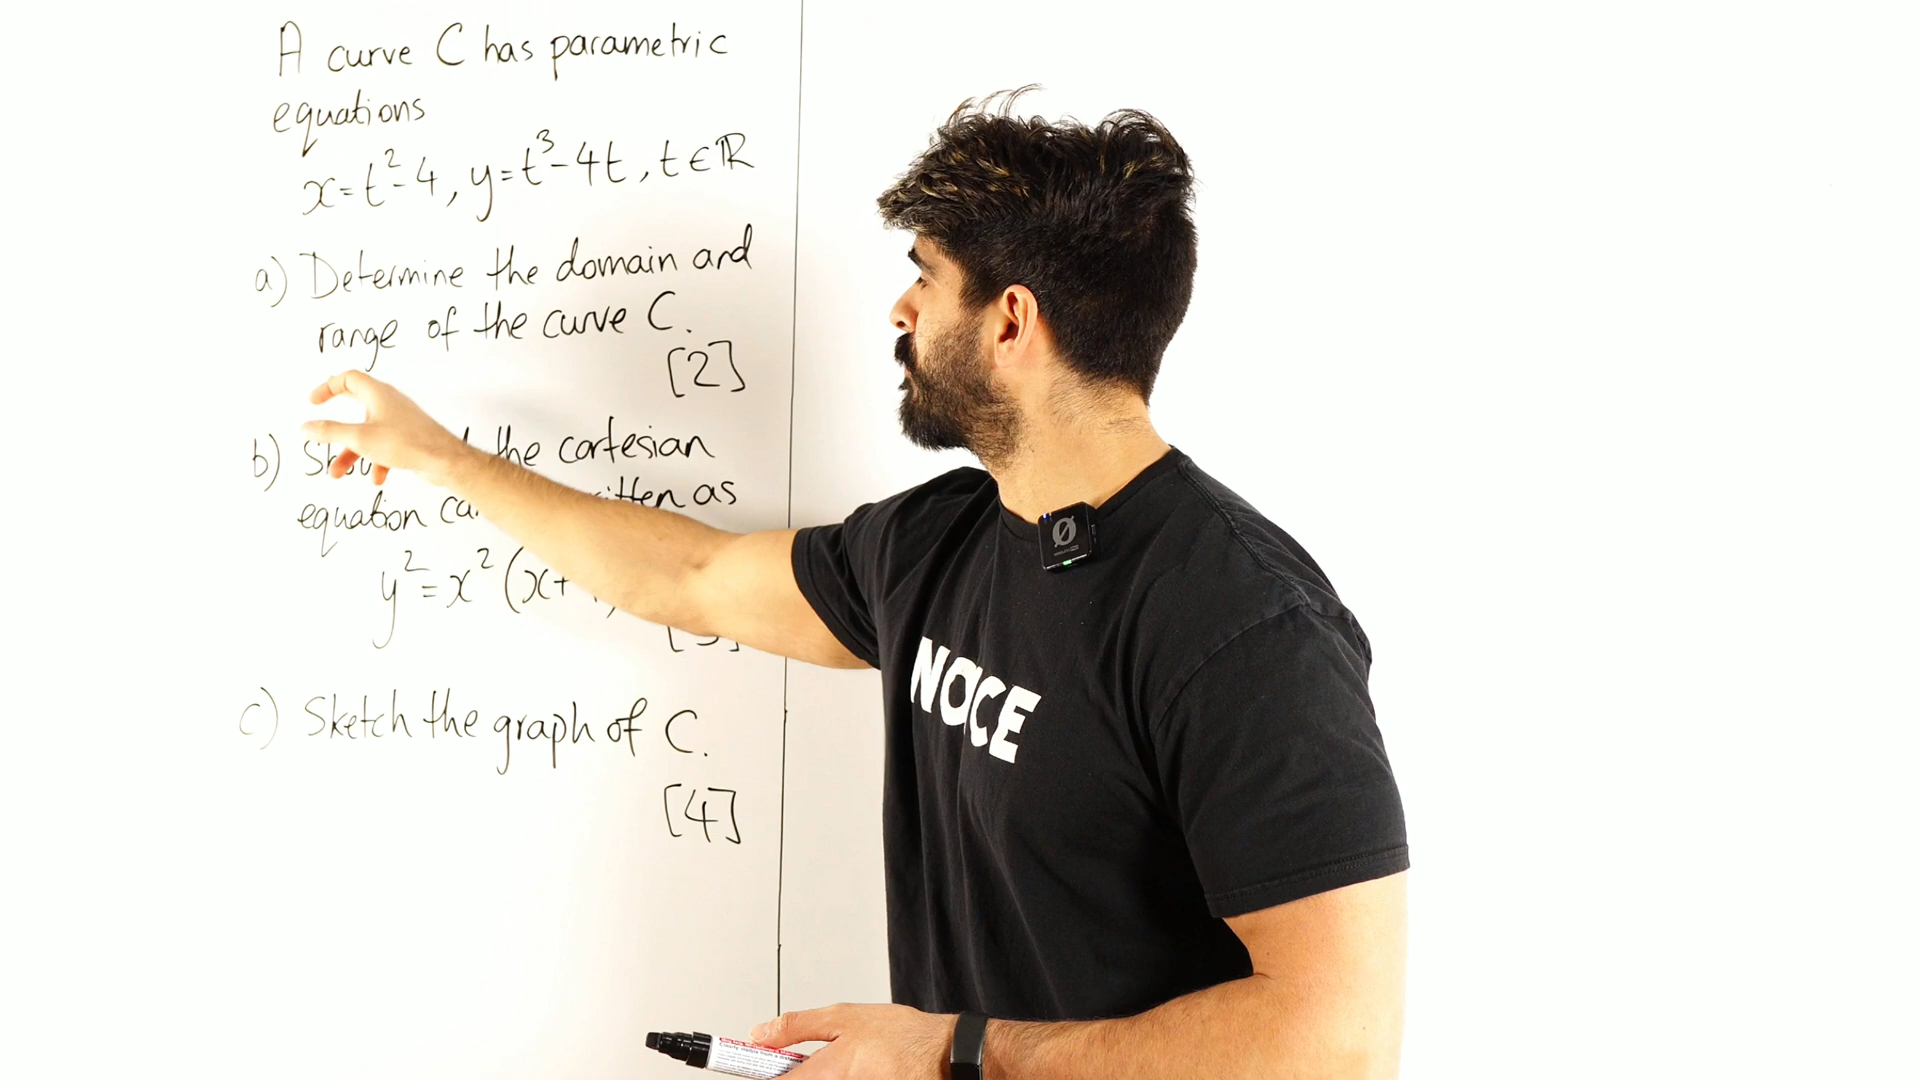 A curve C has parametric
equations
x=t²-4, y=t³-4t, t∈ℝ
a) Determine the domain and
range of the curve C.
[2]
b) the cartesian
equation as
y²=x²(x+
c) Sketch the graph of C.
[4]